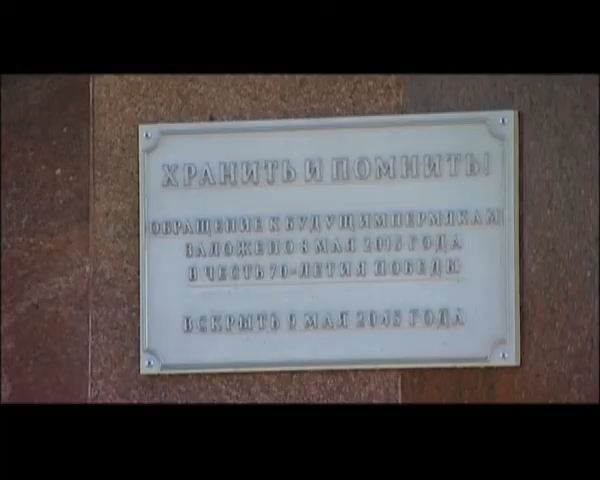 ХРАНИТЬ И ПОМНИТЬ!
ОБРАЩЕНИЕ К БУДУЩИМ ПЕРМЯКАМ
ЗАЛОЖЕНО 8 МАЯ 2015 ГОДА
В ЧЕСТЬ 70-ЛЕТИЯ ПОБЕДЫ
ВСКРЫТЬ 9 МАЯ 2045 ГОДА